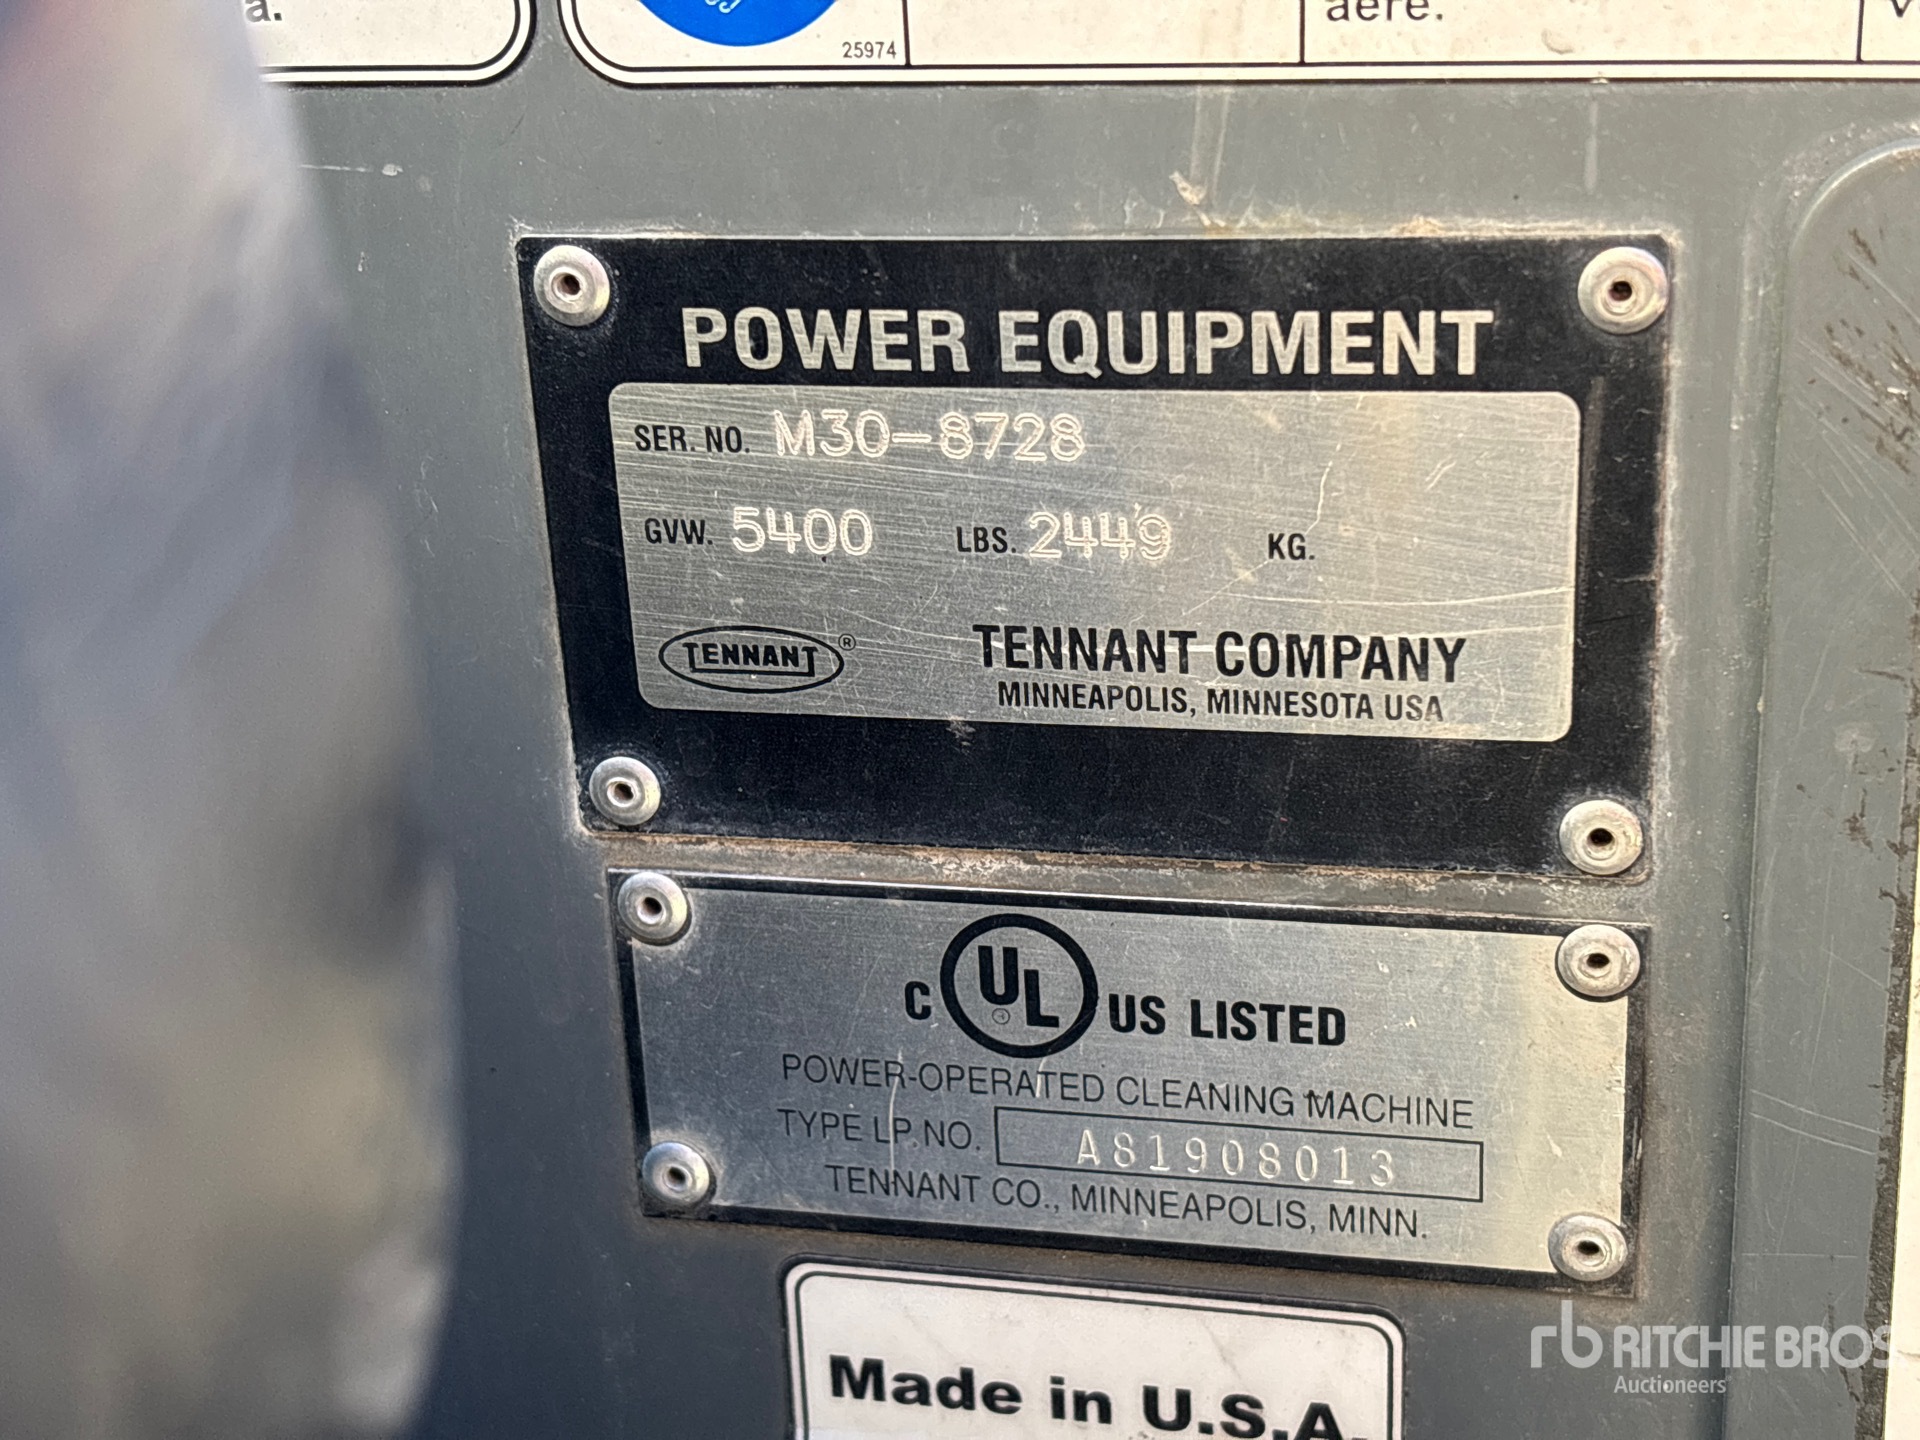 a.
25974
aere.
POWER EQUIPMENT
SER. NO. M30-8728
GVW. 5400 LBS. 2449 KG.
TENNANT ® TENNANT COMPANY
MINNEAPOLIS, MINNESOTA USA
C UL US LISTED
POWER-OPERATED CLEANING MACHINE
TYPE LP NO. A81908013
TENNANT CO., MINNEAPOLIS, MINN.
Made in U.S.A.
rb RITCHIE BROS
Auctioneers